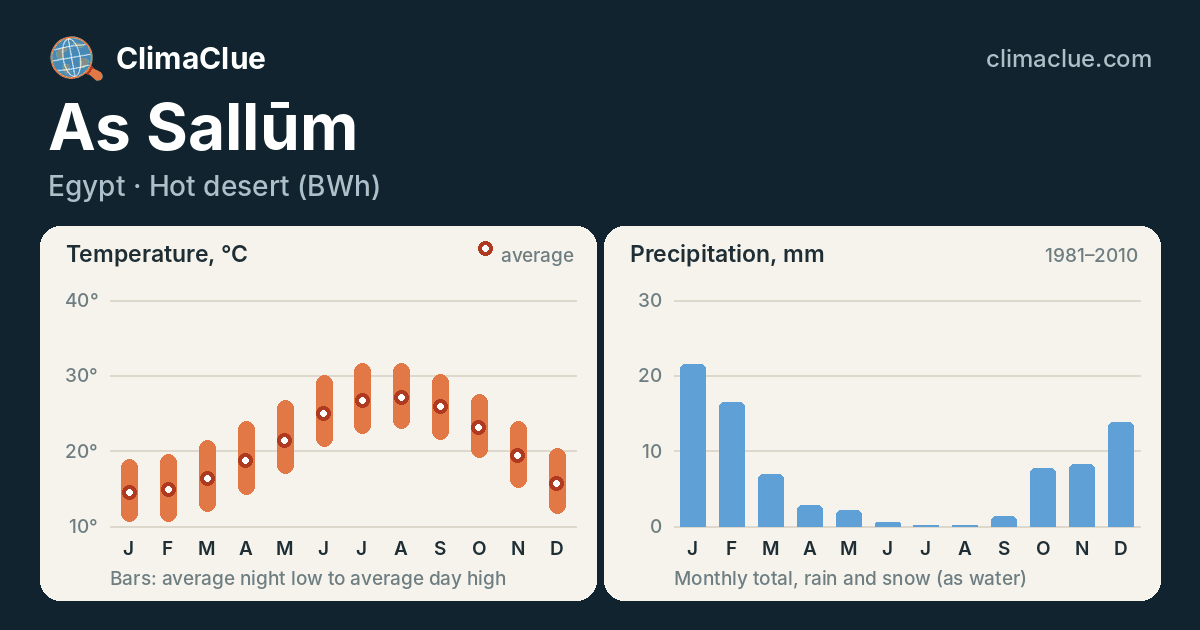 ClimaClue
climaclue.com
As Sallūm
Egypt · Hot desert (BWh)
Temperature, °C
average
40°
30°
20°
10°
J F M A M J J A S O N D
Bars: average night low to average day high
Precipitation, mm
1981–2010
30
20
10
0
J F M A M J J A S O N D
Monthly total, rain and snow (as water)